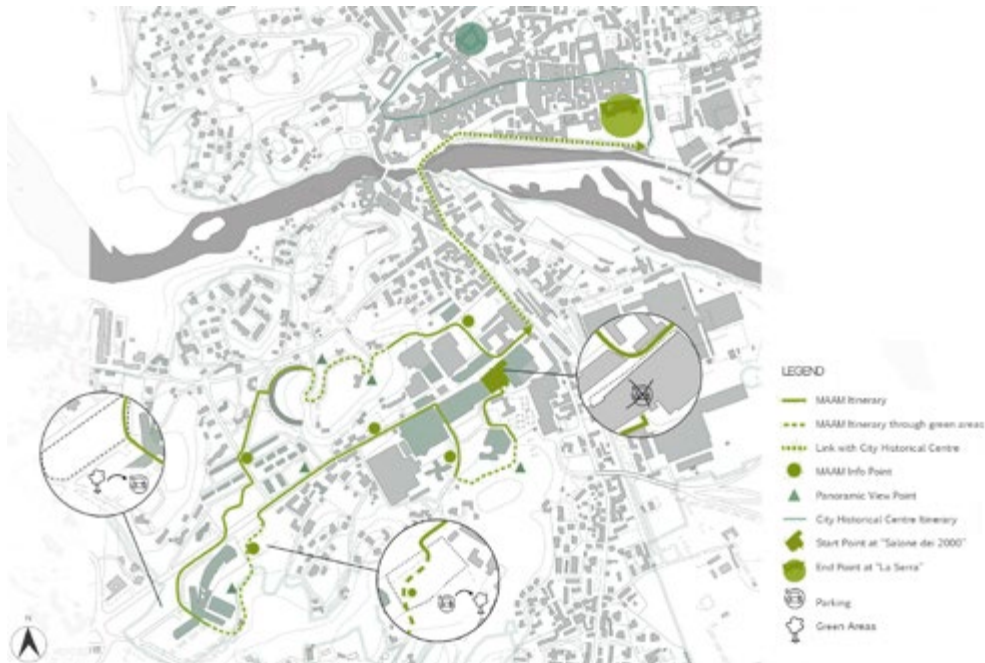 LEGEND
MAAM Itinerary
MAAM Itinerary through green areas
Link with City Historical Centre
MAAM Info Point
Panoramic View Point
City Historical Centre Itinerary
Start Point at "Salone dei 2000"
End Point at "La Serra"
Parking
Green Areas
N